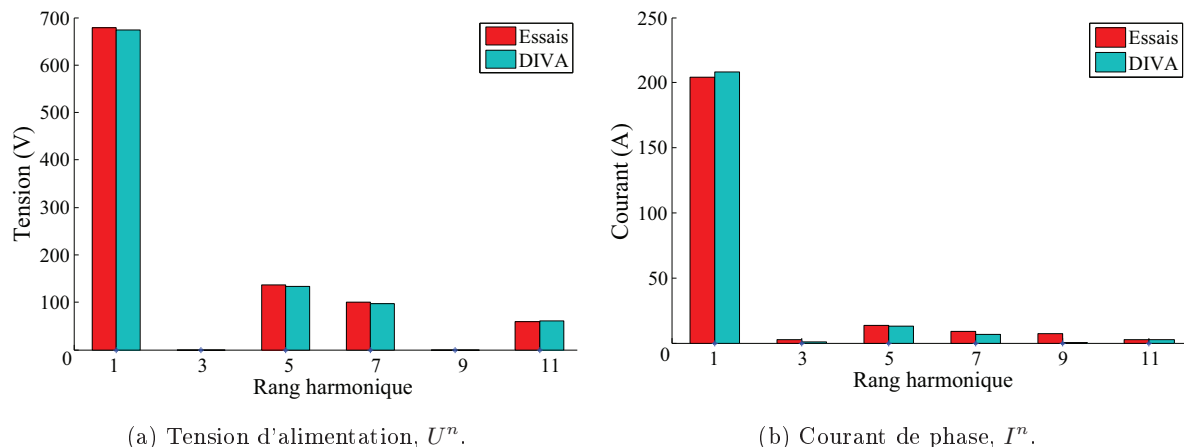 700
600
500
400
300
200
100
0
Tension (V)
Essais
DIVA
1 3 5 7 9 11
Rang harmonique
(a) Tension d'alimentation, Uⁿ.
250
200
150
100
50
0
Courant (A)
Essais
DIVA
1 3 5 7 9 11
Rang harmonique
(b) Courant de phase, Iⁿ.